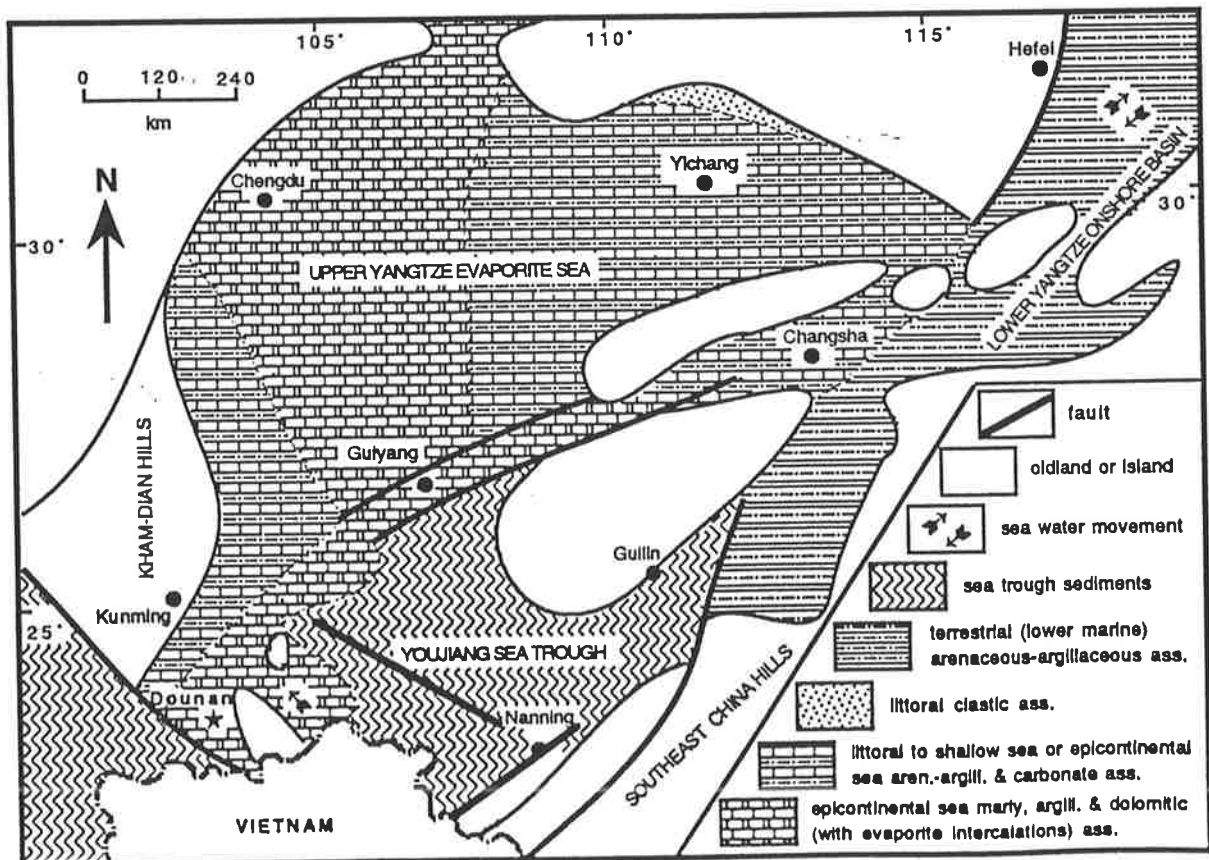 105°
110°
115°
Hefei
0 120 240
km
N
Yichang
Chengdu
30°
30°
UPPER YANGTZE EVAPORITE SEA
LOWER YANGTZE ONSHORE BASIN
Changsha
KHAM-DIAN HILLS
Guiyang
Guilin
Kunming
25°
YOUJIANG SEA TROUGH
Dounan
Nanning
SOUTHEAST CHINA HILLS
VIETNAM
fault
oldland or island
sea water movement
sea trough sediments
terrestrial (lower marine)
arenaceous-argillaceous ass.
littoral clastic ass.
littoral to shallow sea or epicontinental
sea aren.-argill. & carbonate ass.
epicontinental sea marly, argill. & dolomitic
(with evaporite intercalations) ass.